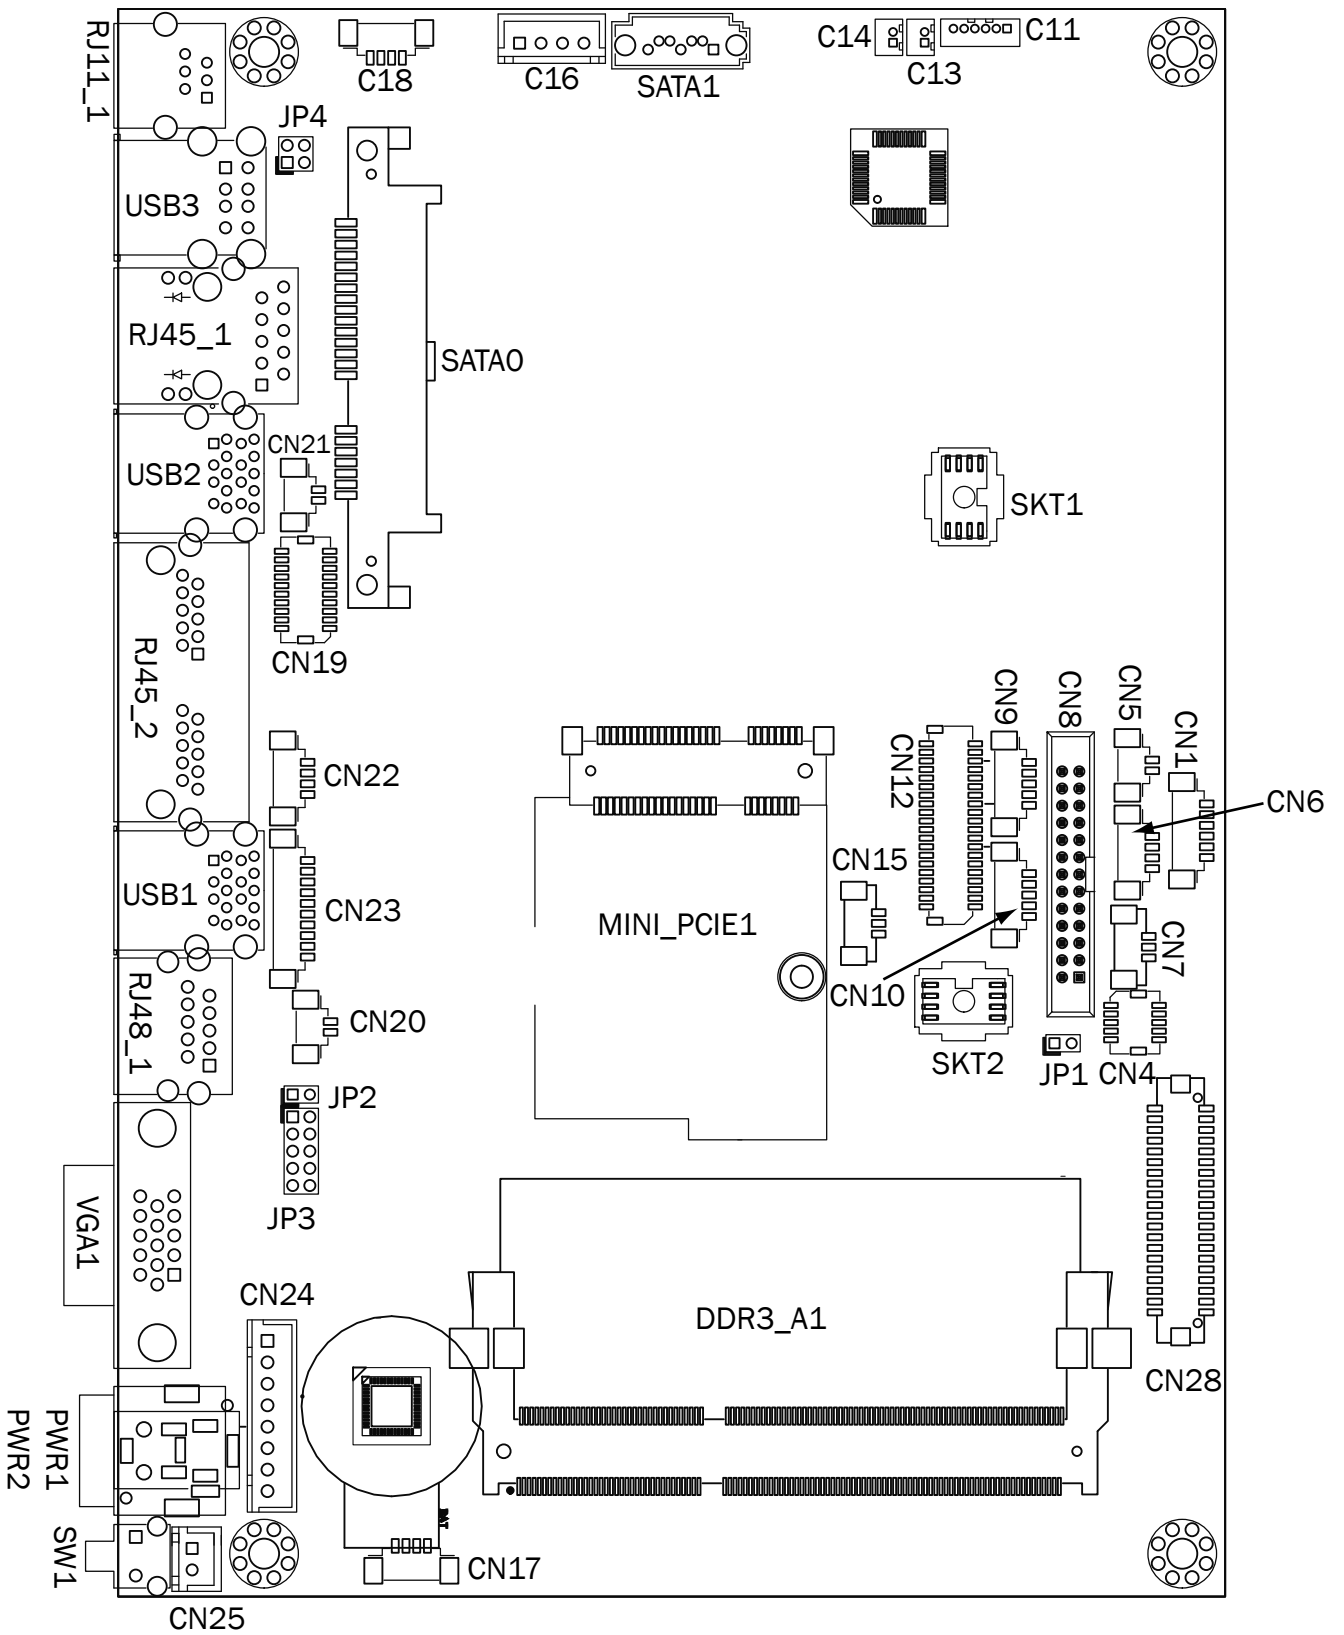 RJ11_1
C18
C16
SATA1
C14
C13
C11
JP4
USB3
RJ45_1
SATA0
CN21
USB2
SKT1
CN19
RJ45_2
CN9
CN8
CN5
CN1
CN12
CN22
CN6
CN15
USB1
CN23
MINI_PCIE1
CN7
CN10
RJ48_1
CN20
SKT2
JP1
CN4
JP2
JP3
VGA1
CN24
DDR3_A1
CN28
PWR1
PWR2
BAT
SW1
CN17
CN25